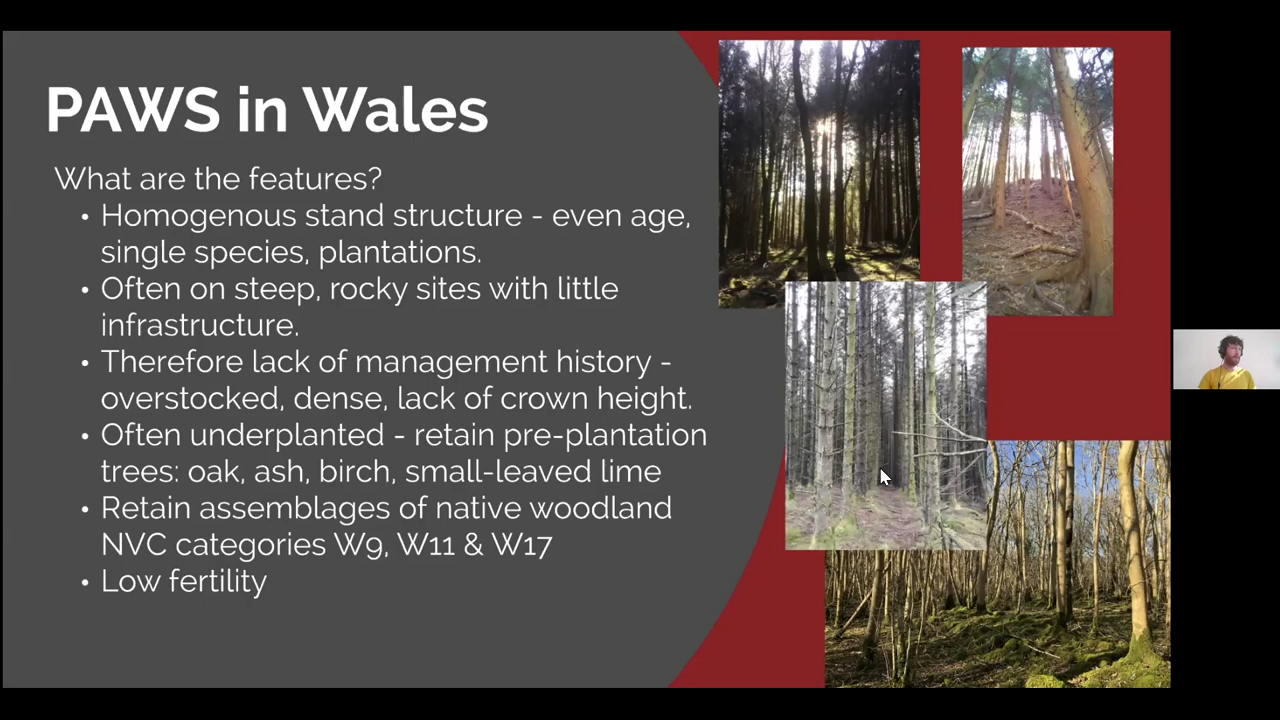 PAWS in Wales
What are the features?
• Homogenous stand structure - even age,
single species, plantations.
• Often on steep, rocky sites with little
infrastructure.
• Therefore lack of management history -
overstocked, dense, lack of crown height.
• Often underplanted - retain pre-plantation
trees: oak, ash, birch, small-leaved lime
• Retain assemblages of native woodland
NVC categories W9, W11 & W17
• Low fertility